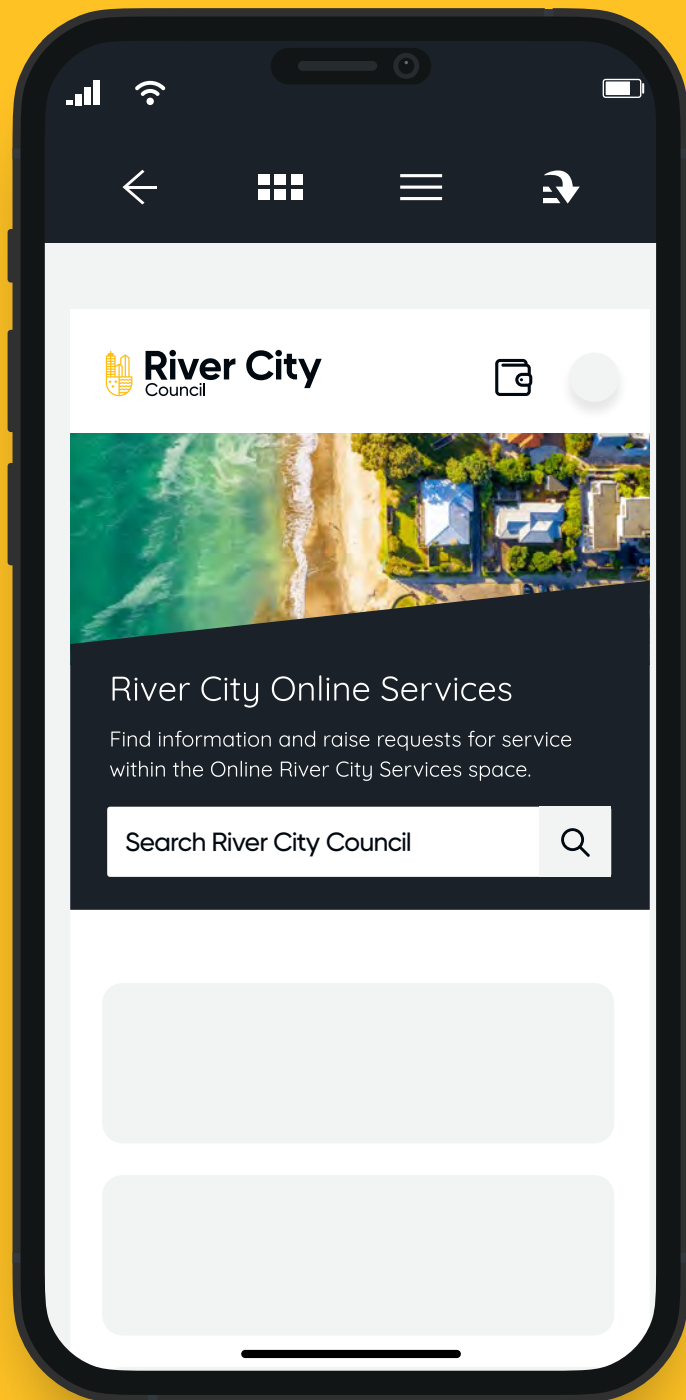 River City
Council
River City Online Services
Find information and raise requests for service
within the Online River City Services space.
Search River City Council